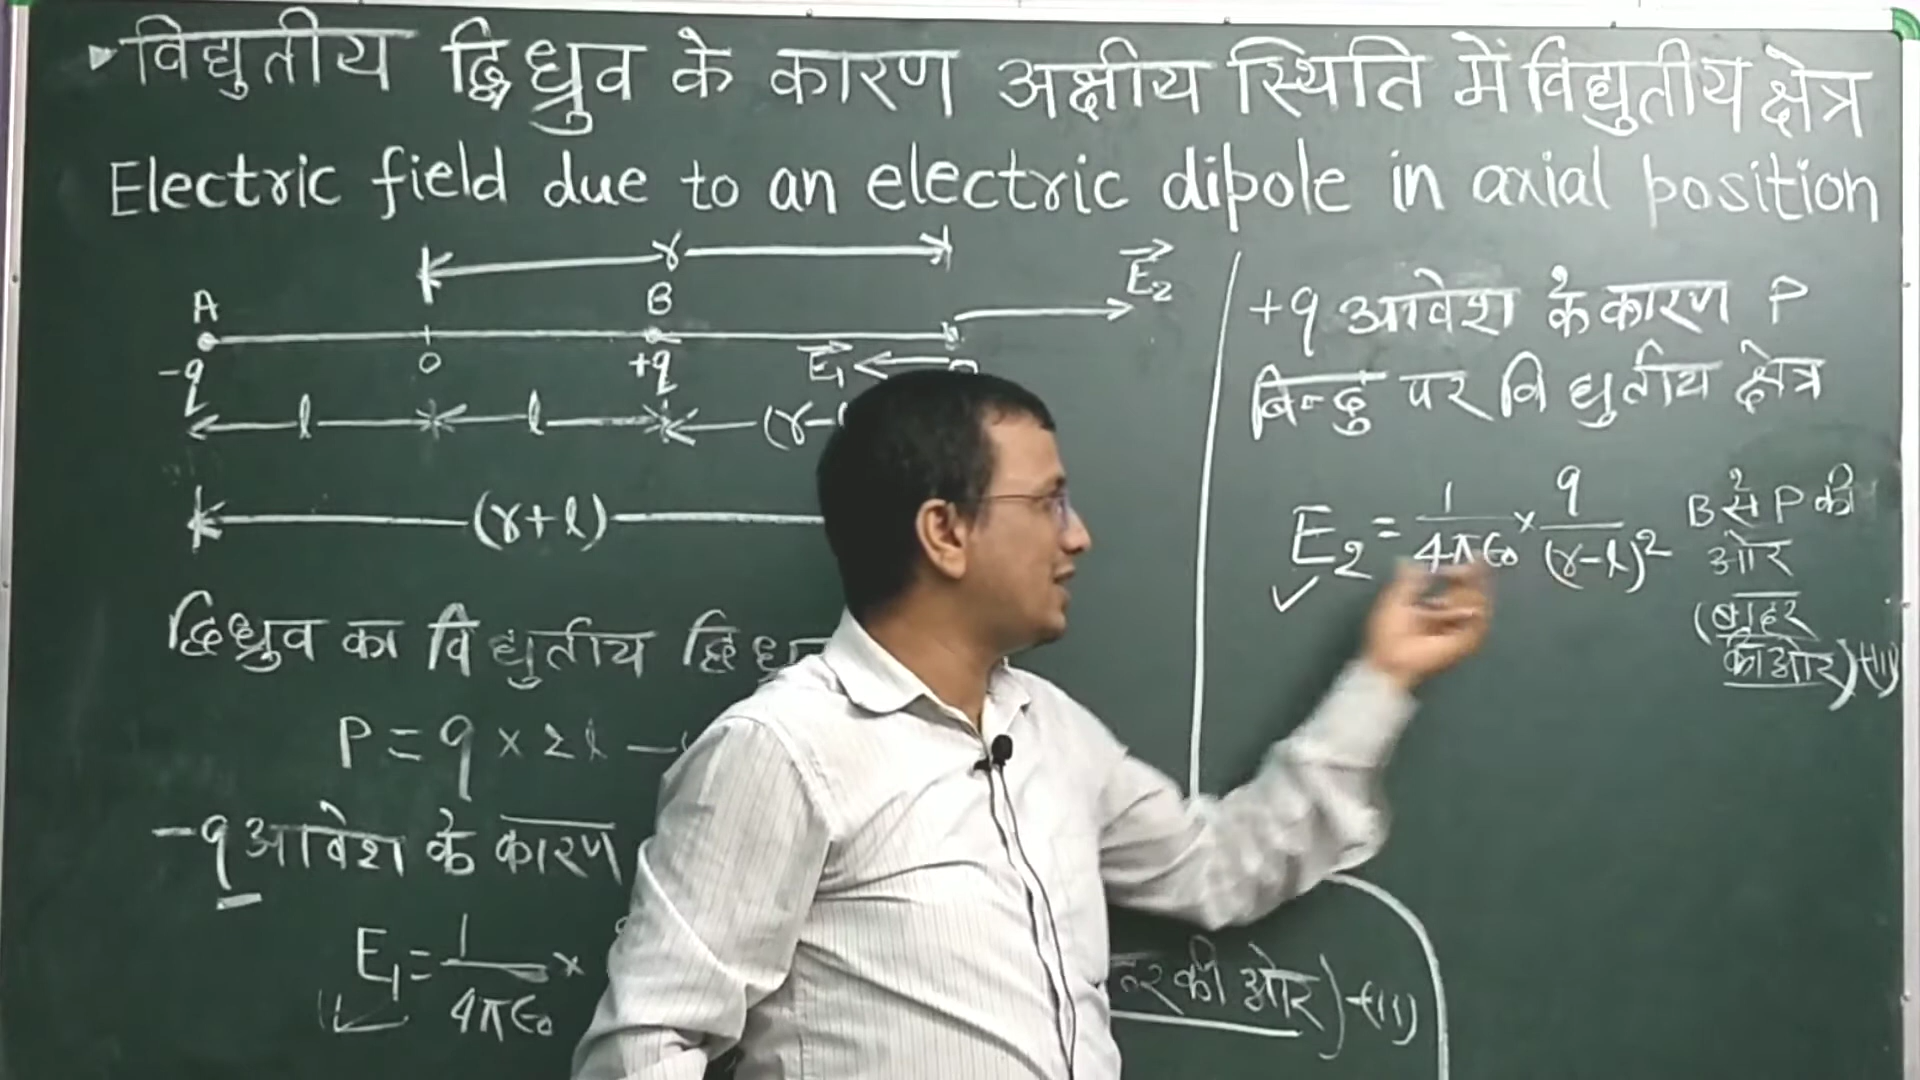 विद्युतीय द्विध्रुव के कारण अक्षीय स्थिति में विद्युतीय क्षेत्र
Electric field due to an electric dipole in axial position
r
A B E₂
-q O +q E₁
l l (r-
(r+l)
द्विध्रुव का विद्युतीय
P = q × 2l
-q आवेश के कारण
E₁ = 1/4πϵ₀ ×
की ओर)-(ii)
+q आवेश के कारण P
बिन्दु पर विद्युतीय क्षेत्र
E₂ = 1/4πϵ₀ × q/(r-l)²
B से P की
ओर
(बाहर
की ओर)